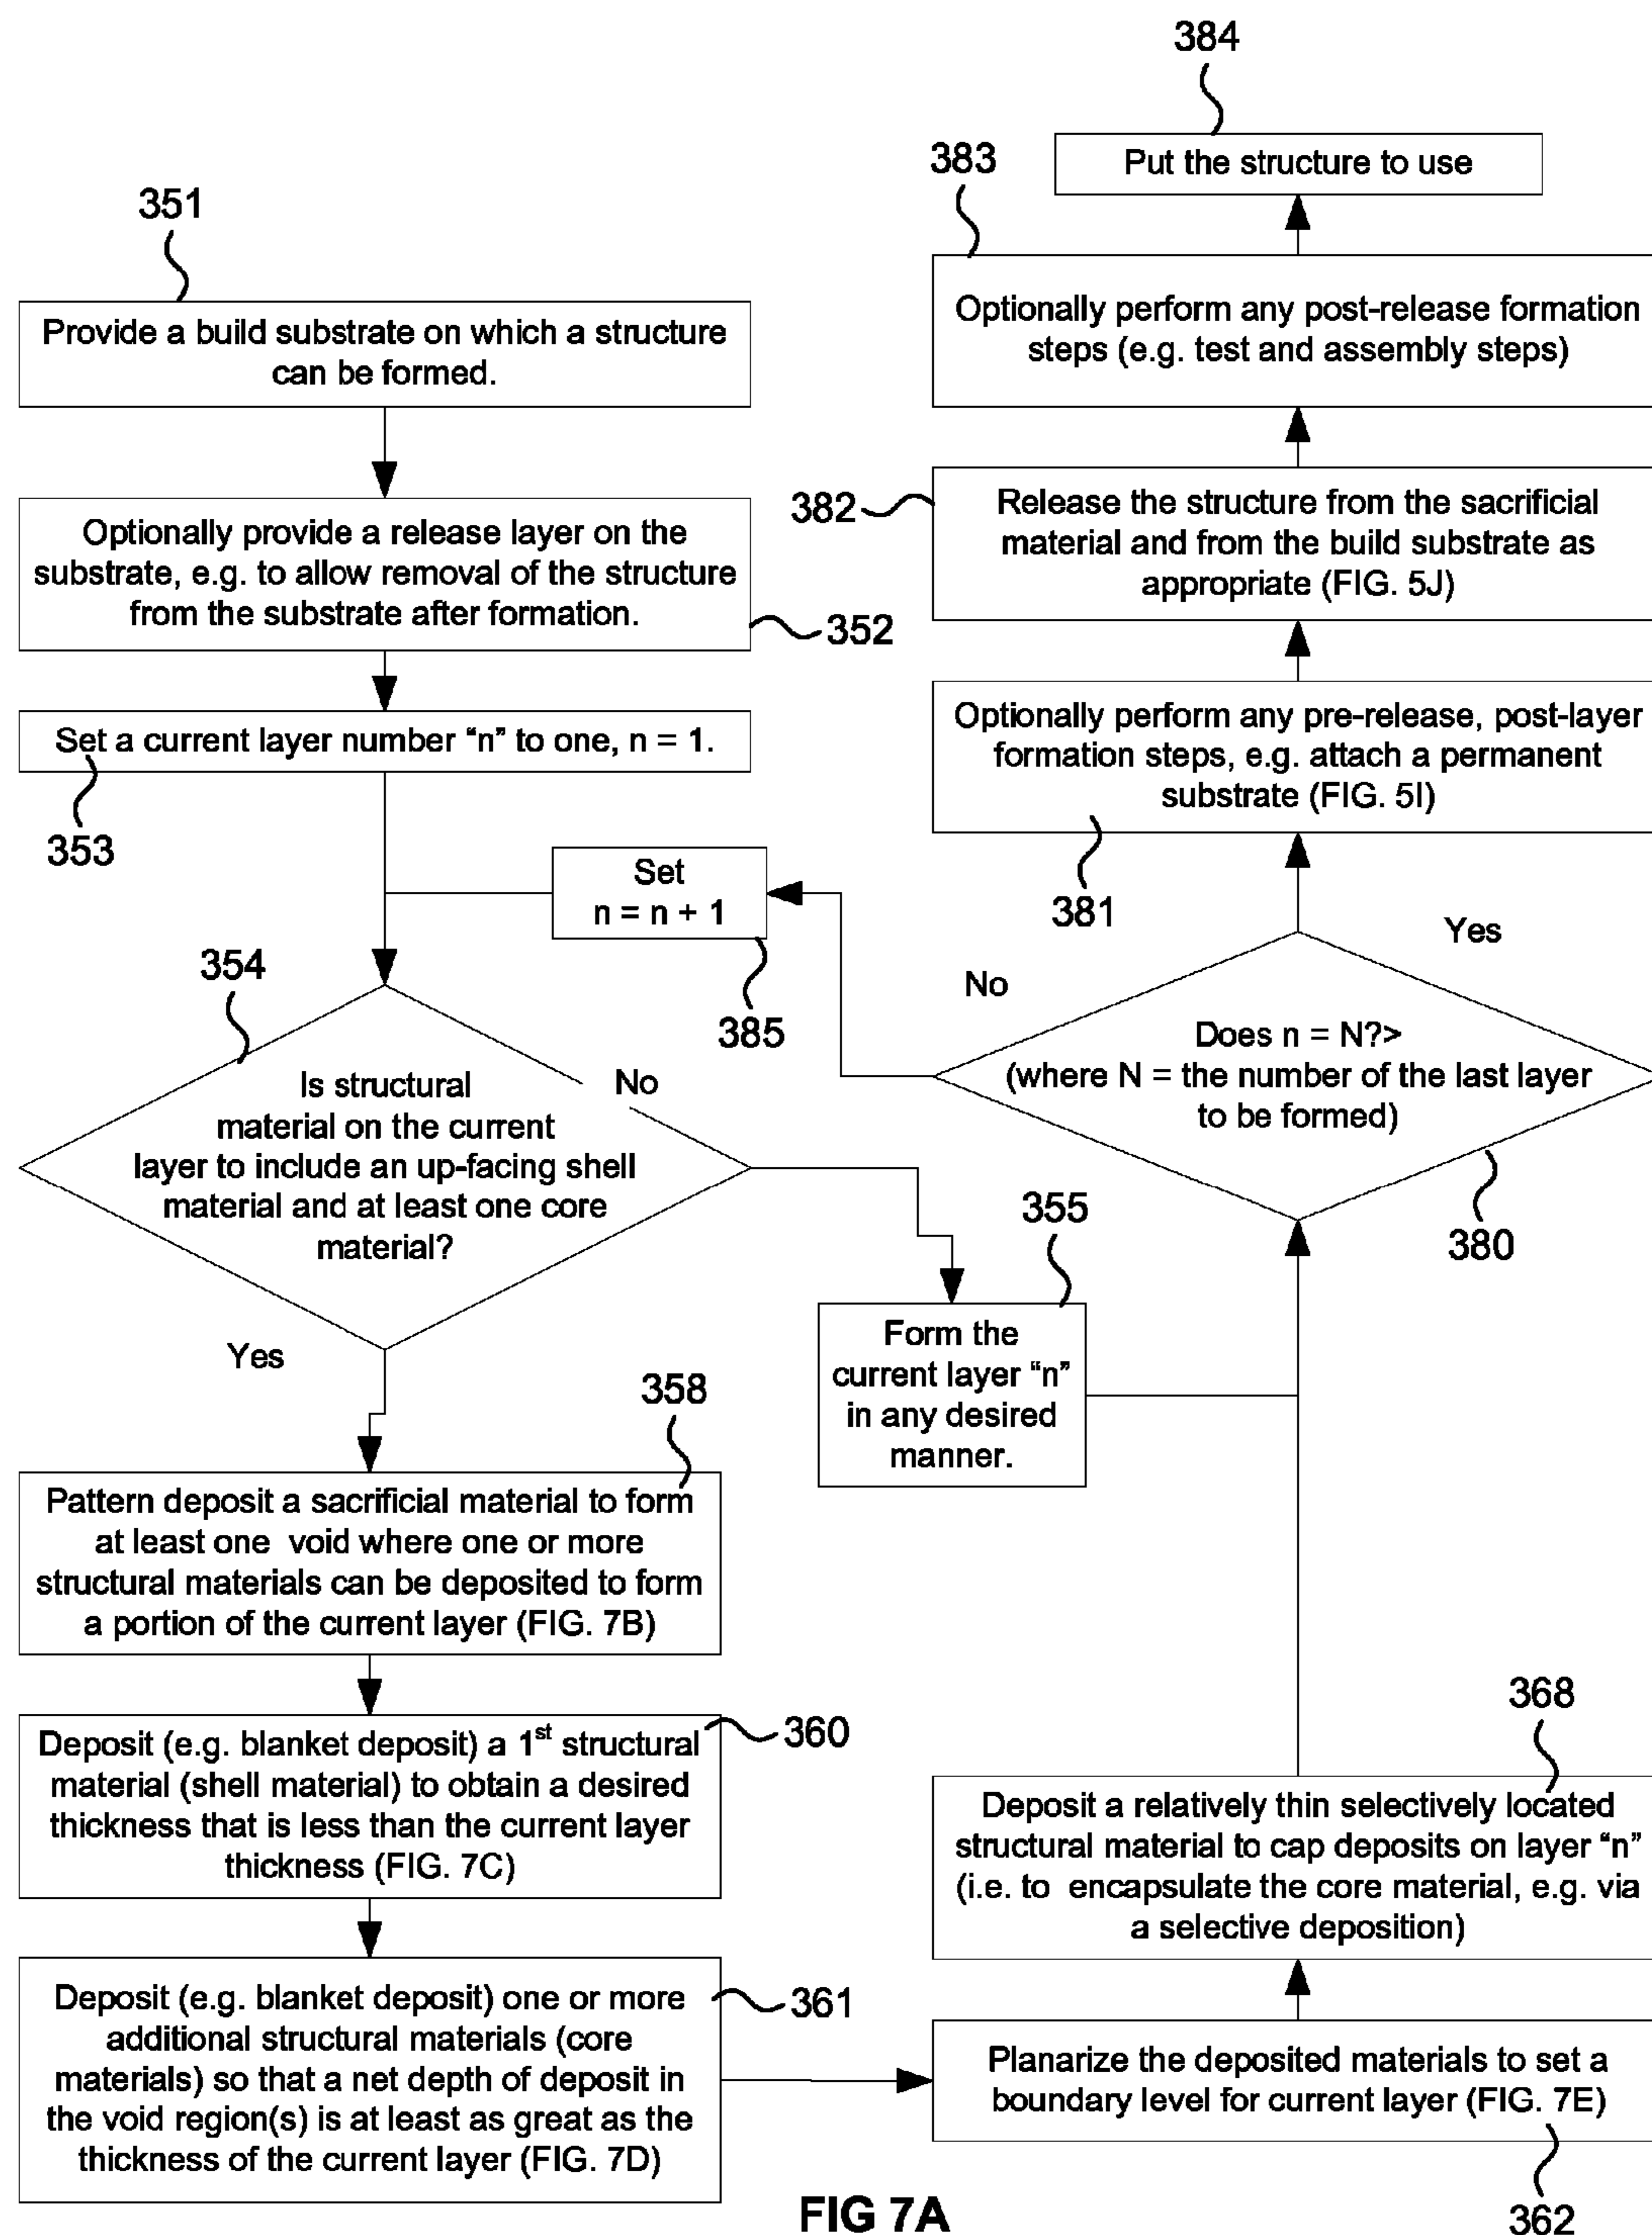 351
Provide a build substrate on which a structure
can be formed.
Optionally provide a release layer on the
substrate, e.g. to allow removal of the structure
from the substrate after formation.
352
Set a current layer number “n” to one, n = 1.
353
Set
n = n + 1
385
354
Is structural
material on the current
layer to include an up-facing shell
material and at least one core
material?
No
Yes
355
Form the
current layer “n”
in any desired
manner.
358
Pattern deposit a sacrificial material to form
at least one void where one or more
structural materials can be deposited to form
a portion of the current layer (FIG. 7B)
Deposit (e.g. blanket deposit) a 1st structural
material (shell material) to obtain a desired
thickness that is less than the current layer
thickness (FIG. 7C)
360
Deposit (e.g. blanket deposit) one or more
additional structural materials (core
materials) so that a net depth of deposit in
the void region(s) is at least as great as the
thickness of the current layer (FIG. 7D)
361
Planarize the deposited materials to set a
boundary level for current layer (FIG. 7E)
362
368
Deposit a relatively thin selectively located
structural material to cap deposits on layer “n”
(i.e. to encapsulate the core material, e.g. via
a selective deposition)
Does n = N?>
(where N = the number of the last layer
to be formed)
380
No
Yes
Optionally perform any pre-release, post-layer
formation steps, e.g. attach a permanent
substrate (FIG. 5I)
381
382
Release the structure from the sacrificial
material and from the build substrate as
appropriate (FIG. 5J)
383
Optionally perform any post-release formation
steps (e.g. test and assembly steps)
384
Put the structure to use
FIG 7A